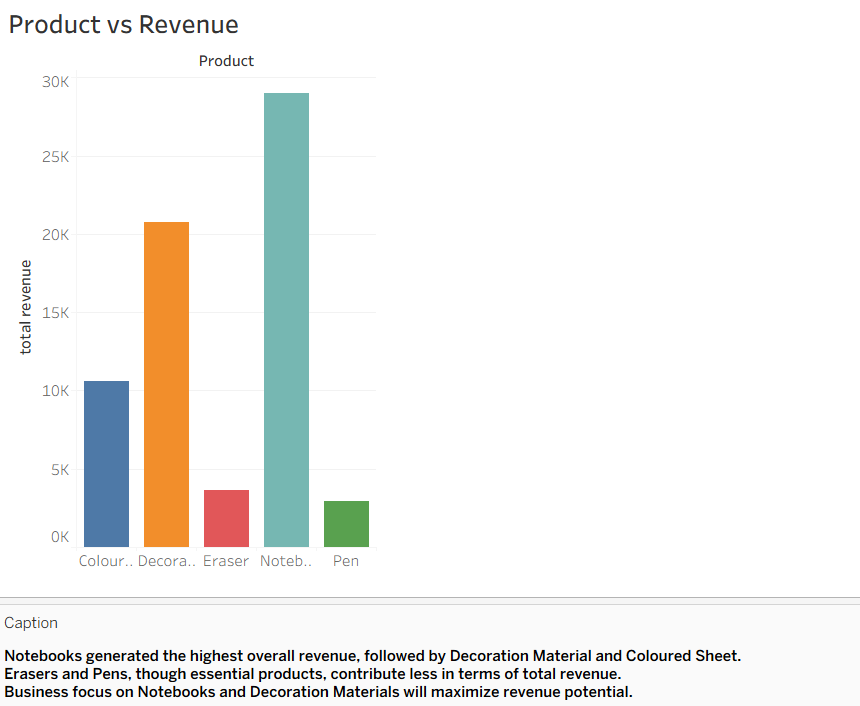 Product vs Revenue
Product
30K
25K
20K
15K
10K
5K
0K
total revenue
Colour.. Decora.. Eraser Noteb.. Pen
Caption
Notebooks generated the highest overall revenue, followed by Decoration Material and Coloured Sheet.
Erasers and Pens, though essential products, contribute less in terms of total revenue.
Business focus on Notebooks and Decoration Materials will maximize revenue potential.